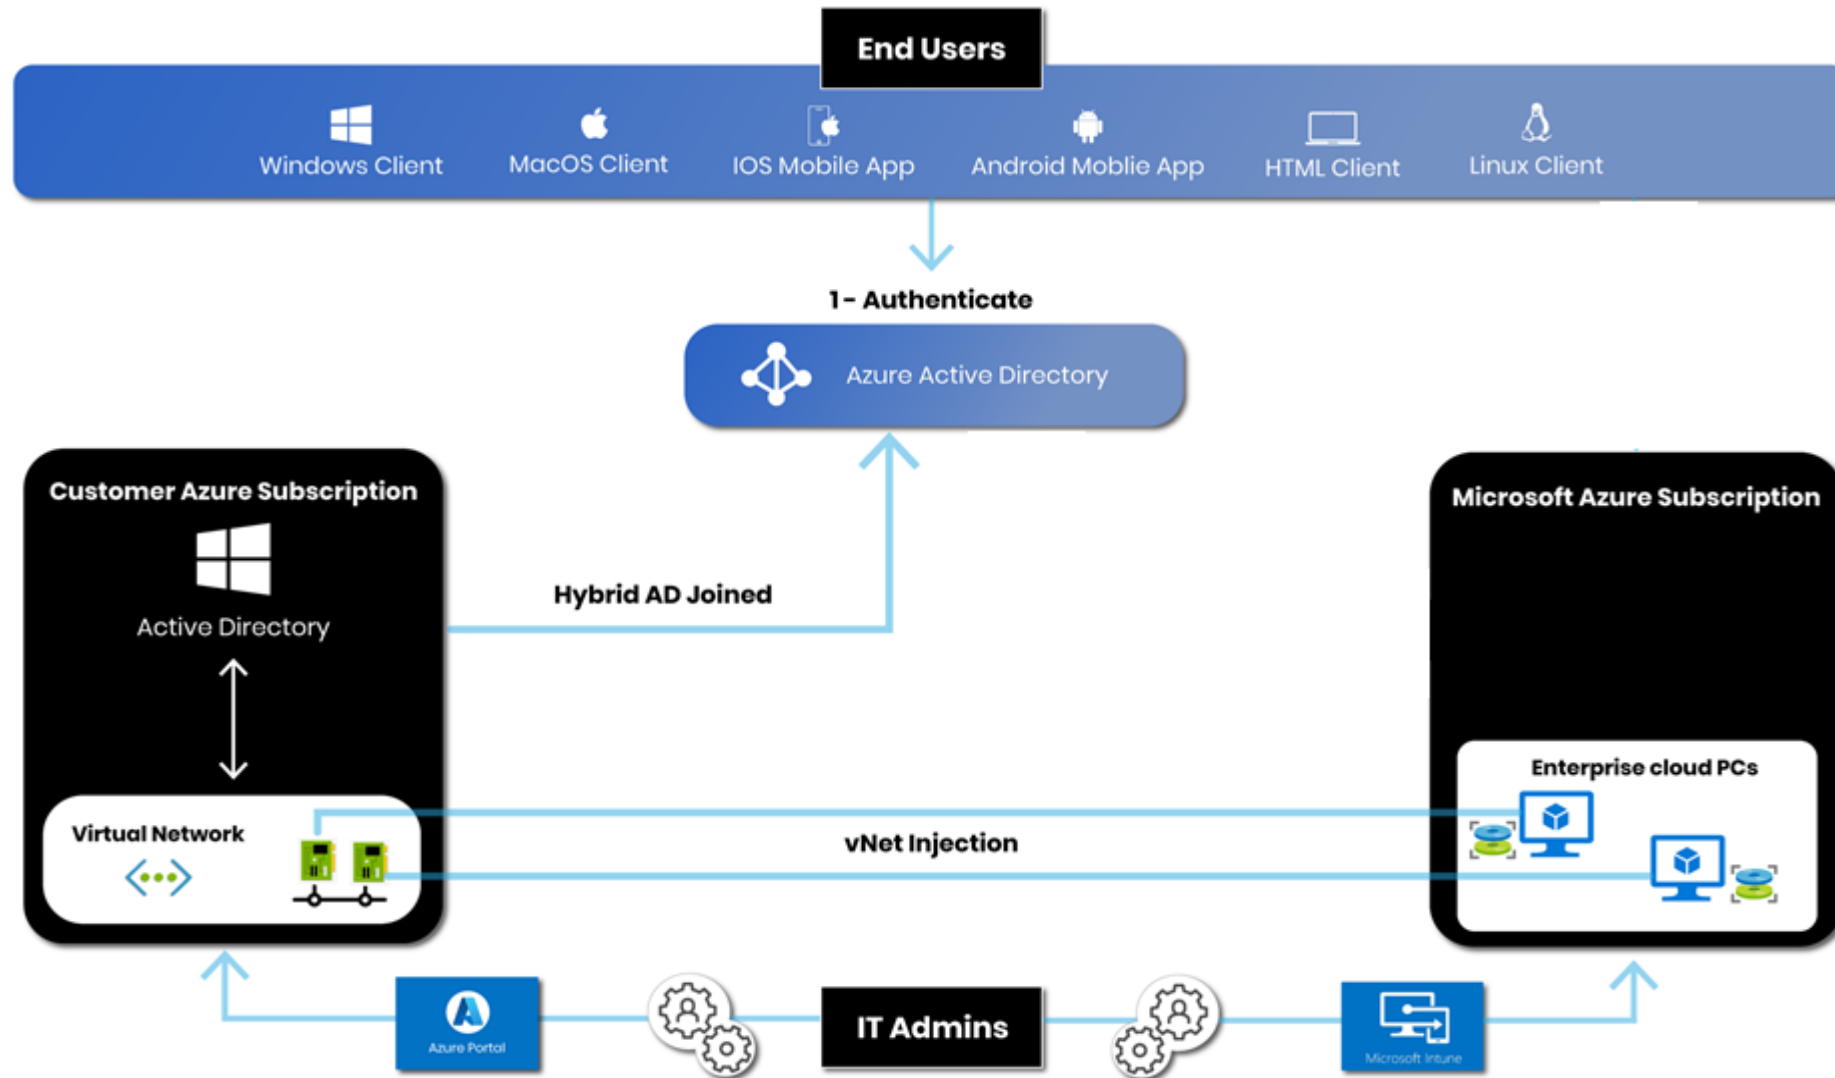 End Users
Windows Client
MacOS Client
IOS Mobile App
Android Moblie App
HTML Client
Linux Client
1 - Authenticate
Azure Active Directory
Customer Azure Subscription
Active Directory
Hybrid AD Joined
Microsoft Azure Subscription
Enterprise cloud PCs
Virtual Network
vNet Injection
Azure Portal
IT Admins
Microsoft Intune